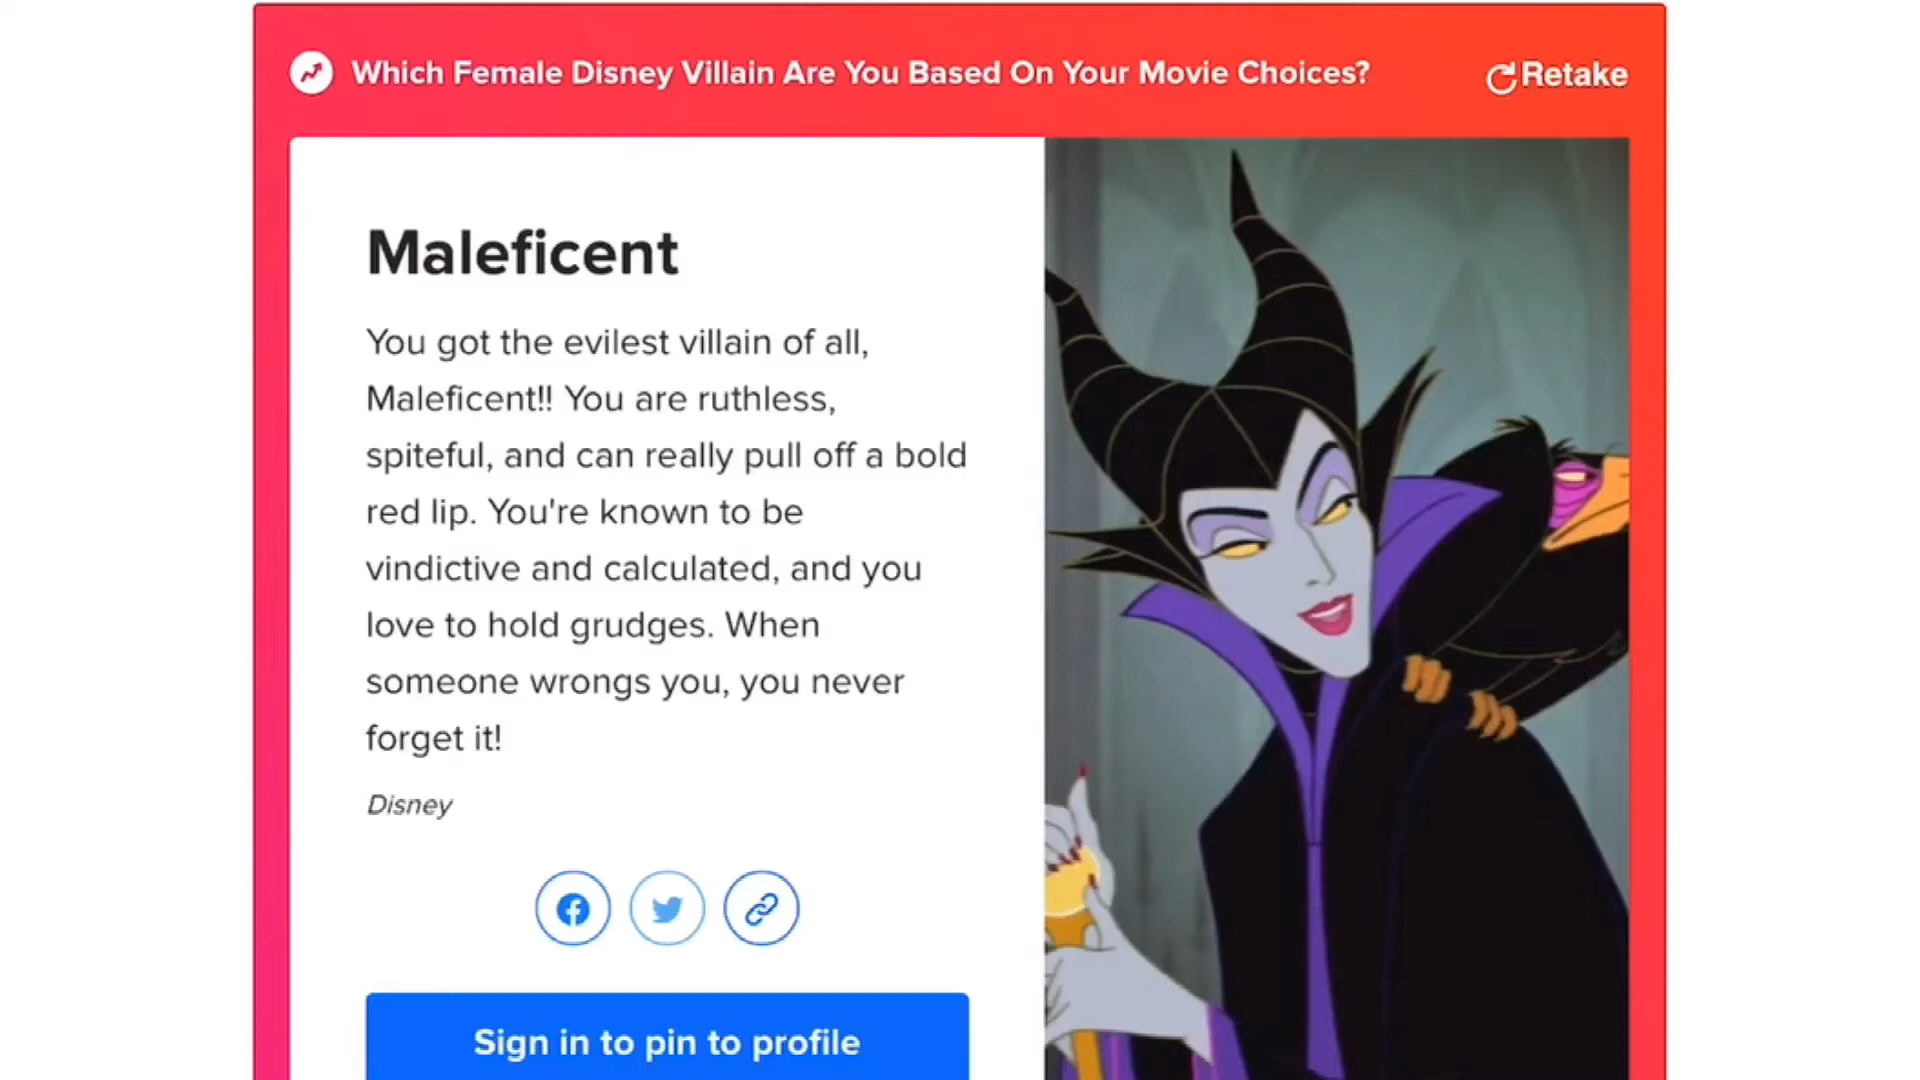 Which Female Disney Villain Are You Based On Your Movie Choices?
Retake
Maleficent
You got the evilest villain of all,
Maleficent!! You are ruthless,
spiteful, and can really pull off a bold
red lip. You're known to be
vindictive and calculated, and you
love to hold grudges. When
someone wrongs you, you never
forget it!
Disney
Sign in to pin to profile